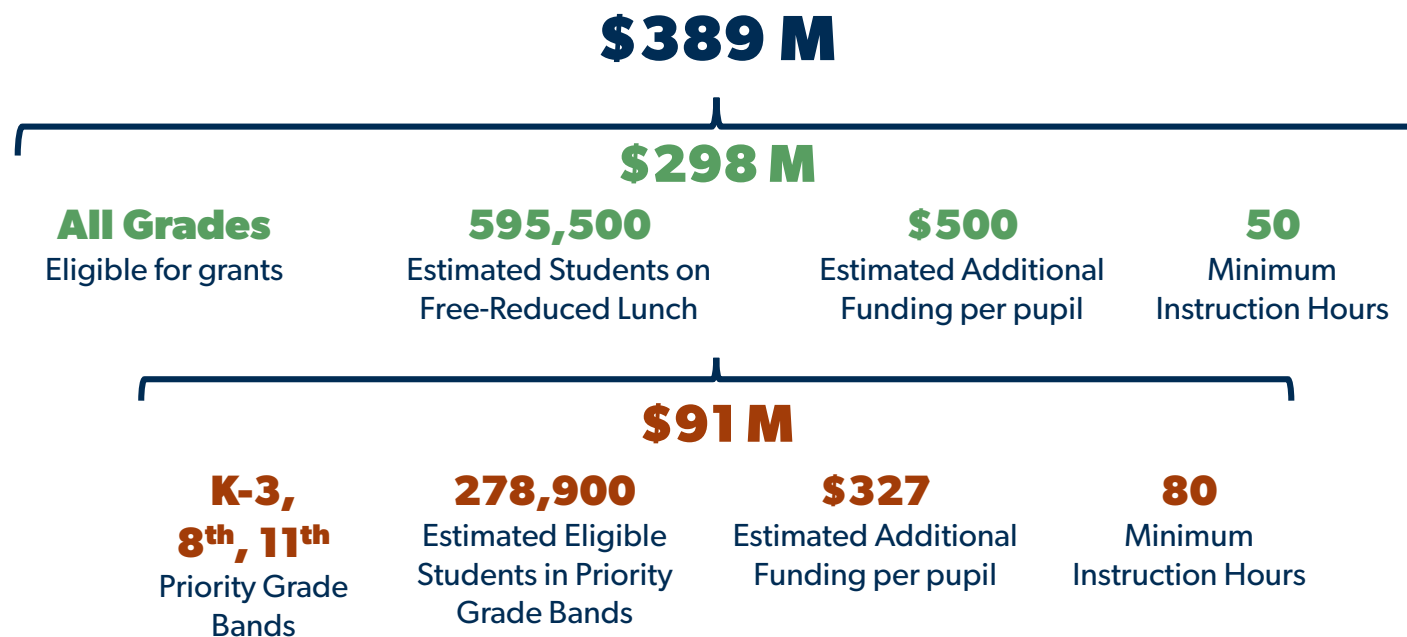 $389 M
$298 M
All Grades
Eligible for grants
595,500
Estimated Students on
Free-Reduced Lunch
$500
Estimated Additional
Funding per pupil
50
Minimum
Instruction Hours
$91 M
K-3,
8th, 11th
Priority Grade
Bands
278,900
Estimated Eligible
Students in Priority
Grade Bands
$327
Estimated Additional
Funding per pupil
80
Minimum
Instruction Hours